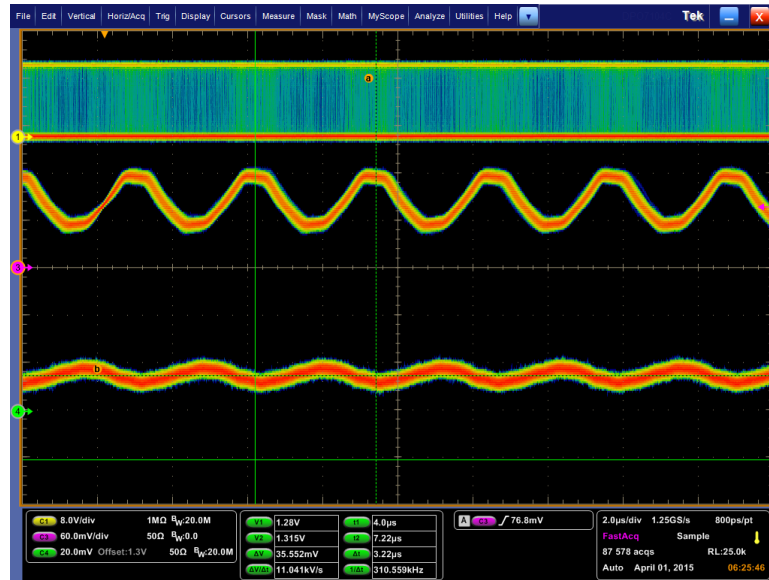 File Edit Vertical Horiz/Acq Trig Display Cursors Measure Mask Math MyScope Analyze Utilities Help Tek X
a
1
3
b
4
C1 8.0V/div 1MΩ BW:20.0M
C3 60.0mV/div 50Ω BW:0.0
C4 20.0mV Offset:1.3V 50Ω BW:20.0M
V1 1.28V
V2 1.315V
ΔV 35.552mV
ΔV/Δt 11.041kV/s
t1 4.0μs
t2 7.22μs
Δt 3.22μs
1/Δt 310.559kHz
A C3 76.8mV
2.0μs/div 1.25GS/s 800ps/pt
FastAcq Sample
87 578 acqs RL:25.0k
Auto April 01, 2015 06:25:46